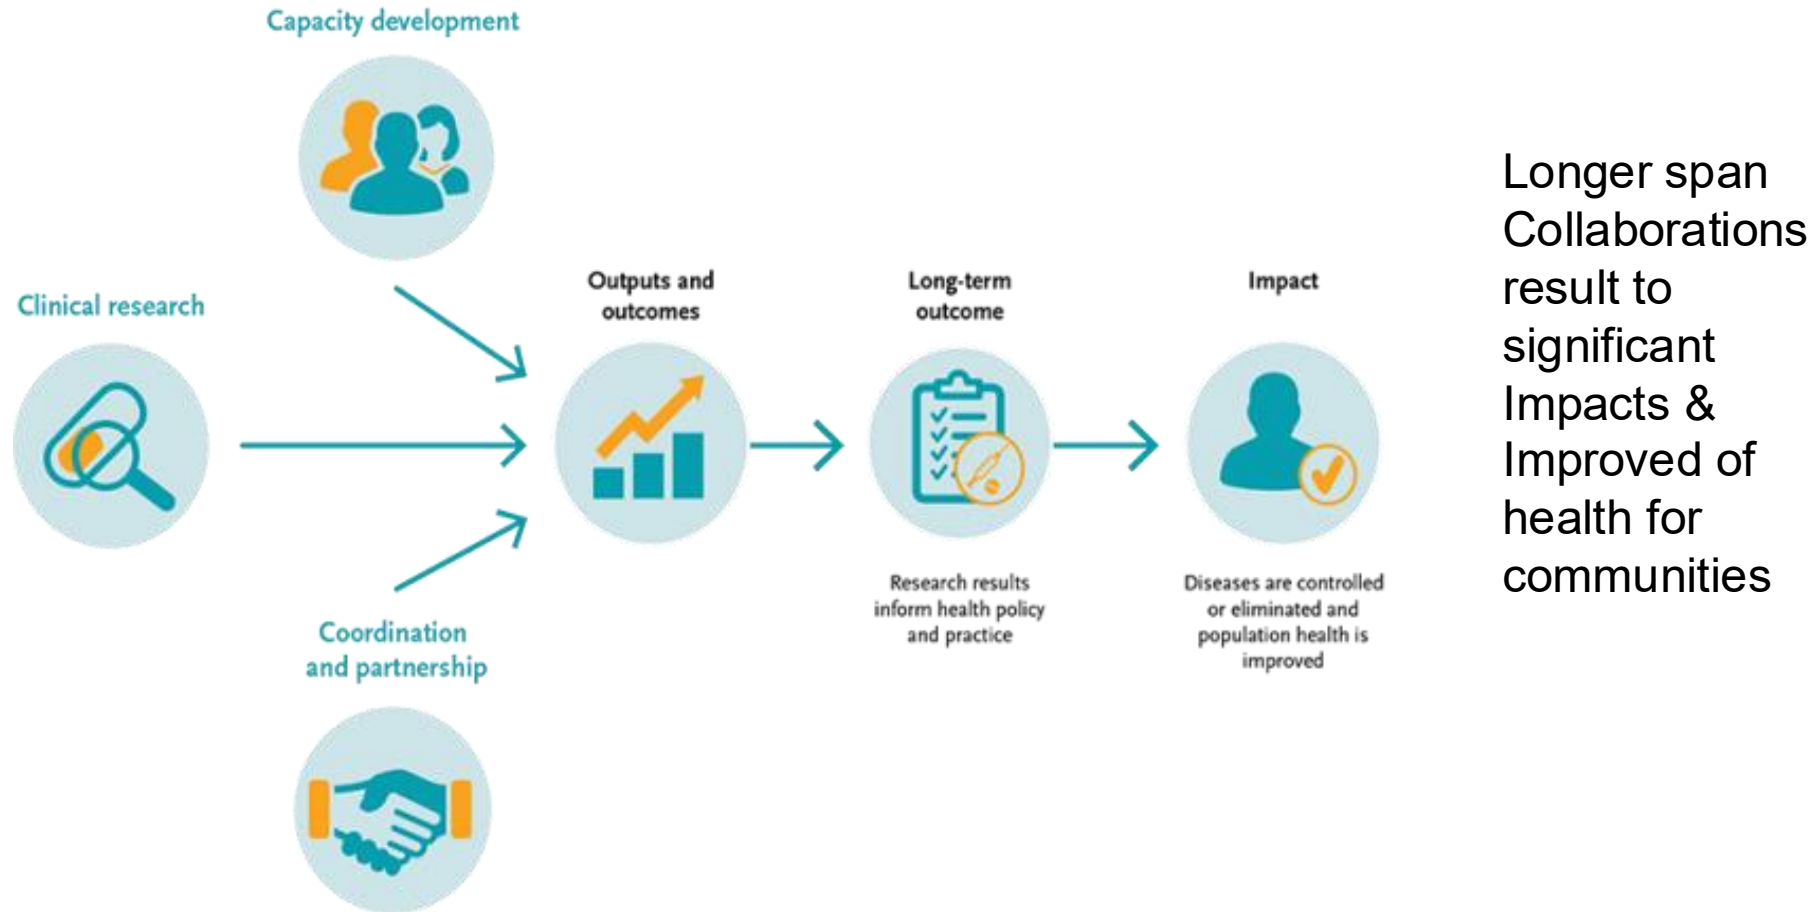 Capacity development
Clinical research
Coordination
and partnership
Outputs and
outcomes
Long-term
outcome
Research results
inform health policy
and practice
Impact
Diseases are controlled
or eliminated and
population health is
improved
Longer span
Collaborations
result to
significant
Impacts &
Improved of
health for
communities